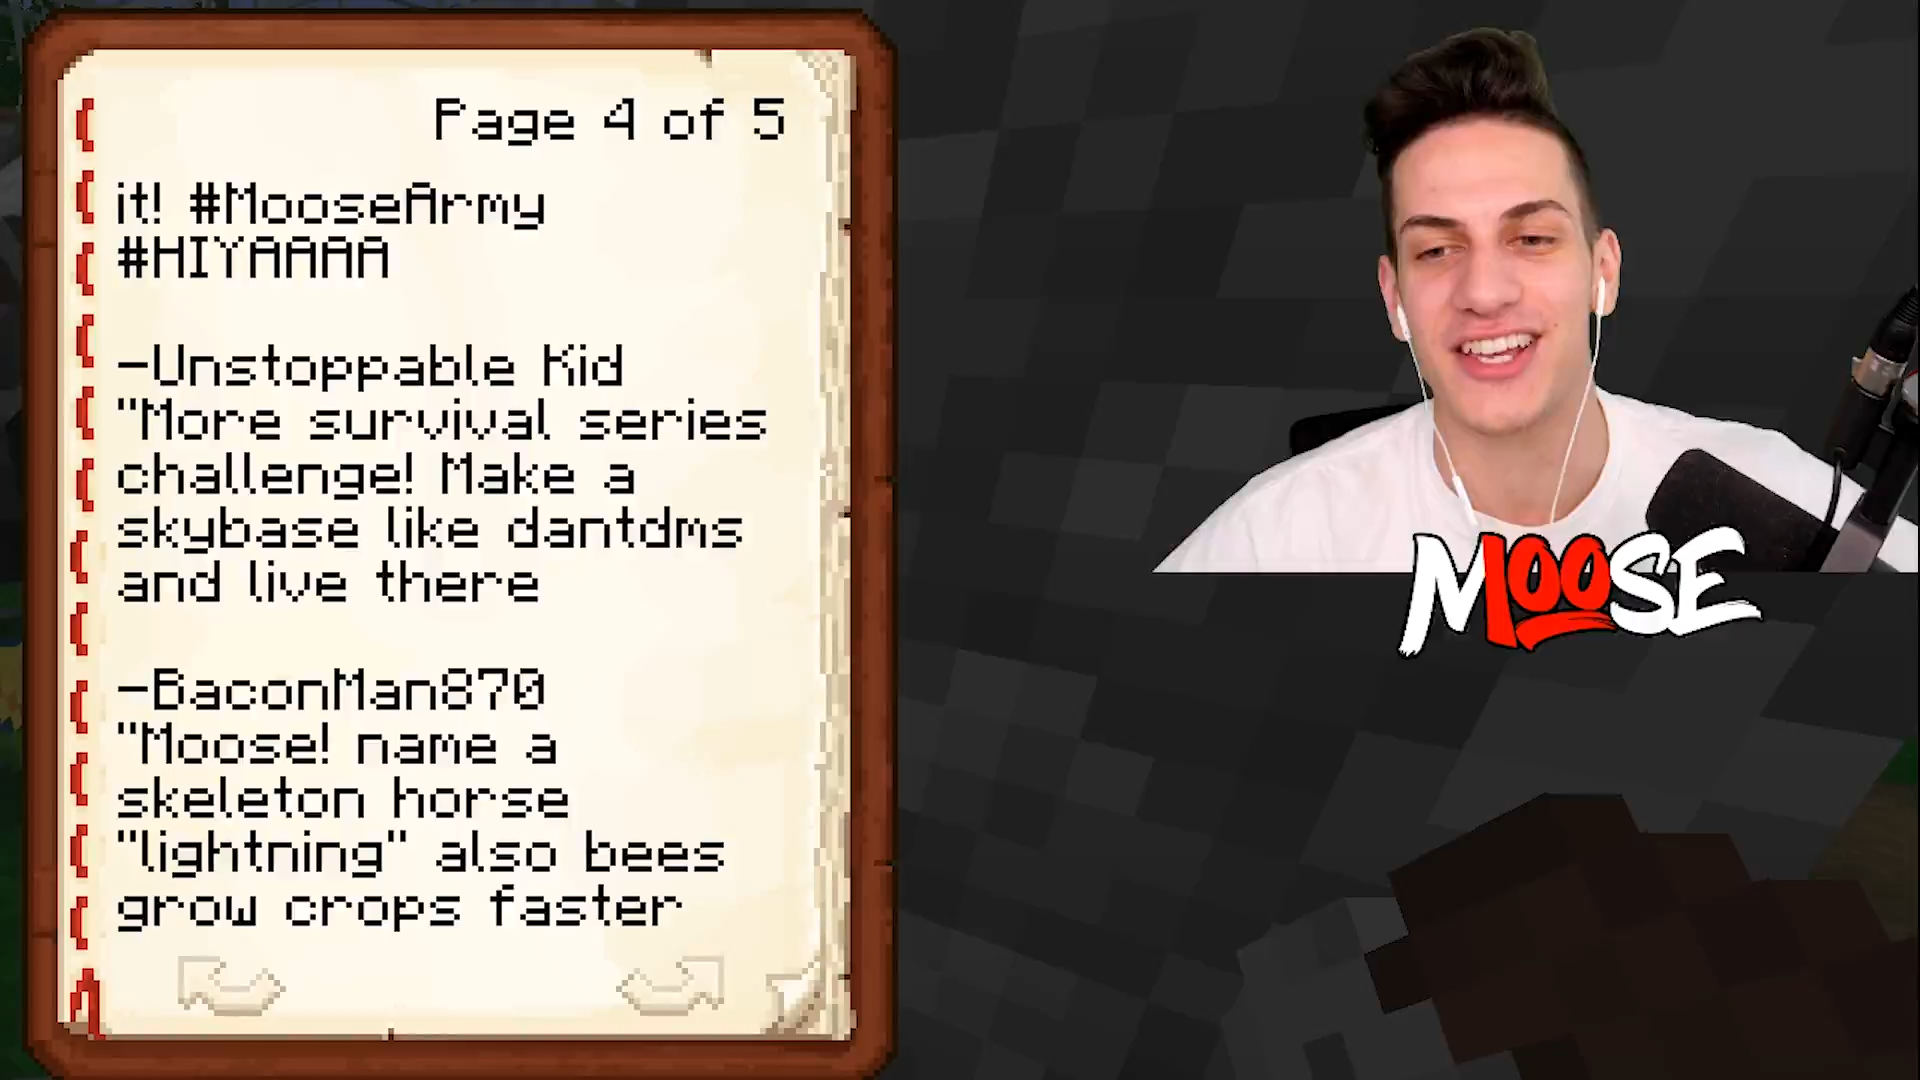 Page 4 of 5
it! #MooseArmy
#HIYAAAA
-Unstoppable Kid
"More survival series
challenge! Make a
skybase like dantdms
and live there
-BaconMan870
"Moose! name a
skeleton horse
"lightning" also bees
grow crops faster
MOOSE